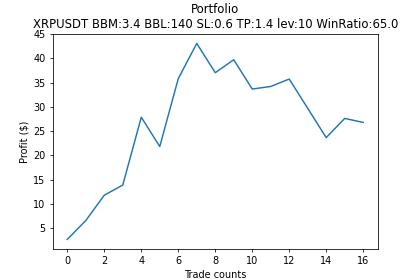 Portfolio
XRPUSDT BBM:3.4 BBL:140 SL:0.6 TP:1.4 lev:10 WinRatio:65.0
45
40
35
30
25
20
15
10
5
Profit ($)
0 2 4 6 8 10 12 14 16
Trade counts